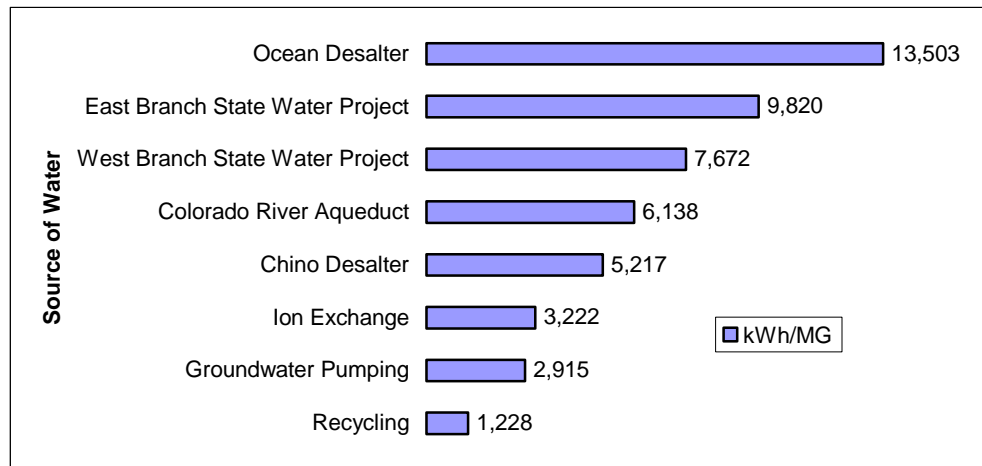 Source of Water
Ocean Desalter 13,503
East Branch State Water Project 9,820
West Branch State Water Project 7,672
Colorado River Aqueduct 6,138
Chino Desalter 5,217
Ion Exchange 3,222
kWh/MG
Groundwater Pumping 2,915
Recycling 1,228